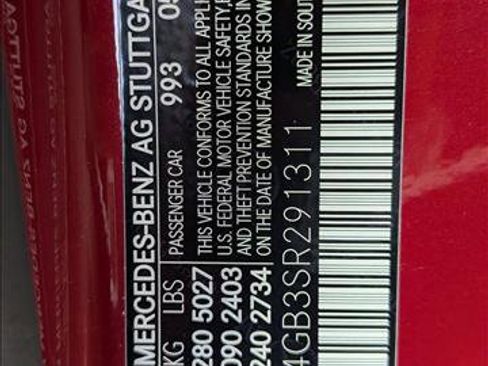 MERCEDES-BENZ AG STUTTGA
PASSENGER CAR 993 05
KG LBS THIS VEHICLE CONFORMS TO ALL APPLI
280 5027 U.S. FEDERAL MOTOR VEHICLE SAFETY, B
090 2403 AND THEFT PREVENTION STANDARDS
240 2734 ON THE DATE OF MANUFACTURE SHOW
4GB3SR291311 MADE IN SOU